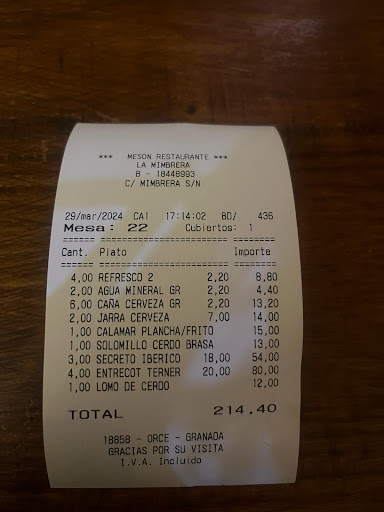 *** MESON RESTAURANTE ***
LA MIMBRERA
B - 18448993
C/ MIMBRERA S/N
29/mar/2024 CA1 17:14:02 BD/ 436
Mesa: 22 Cubiertos: 1
Cant. Plato Importe
4,00 REFRESCO 2 2,20 8,80
2,00 AGUA MINERAL GR 2,20 4,40
6,00 CAÑA CERVEZA GR 2,20 13,20
2,00 JARRA CERVEZA 7,00 14,00
1,00 CALAMAR PLANCHA/FRITO 15,00
1,00 SOLOMILLO CERDO BRASA 13,00
3,00 SECRETO IBERICO 18,00 54,00
4,00 ENTRECOT TERNER 20,00 80,00
1,00 LOMO DE CERDO 12,00
TOTAL 214,40
18858 - ORCE - GRANADA
GRACIAS POR SU VISITA
I.V.A. Incluido